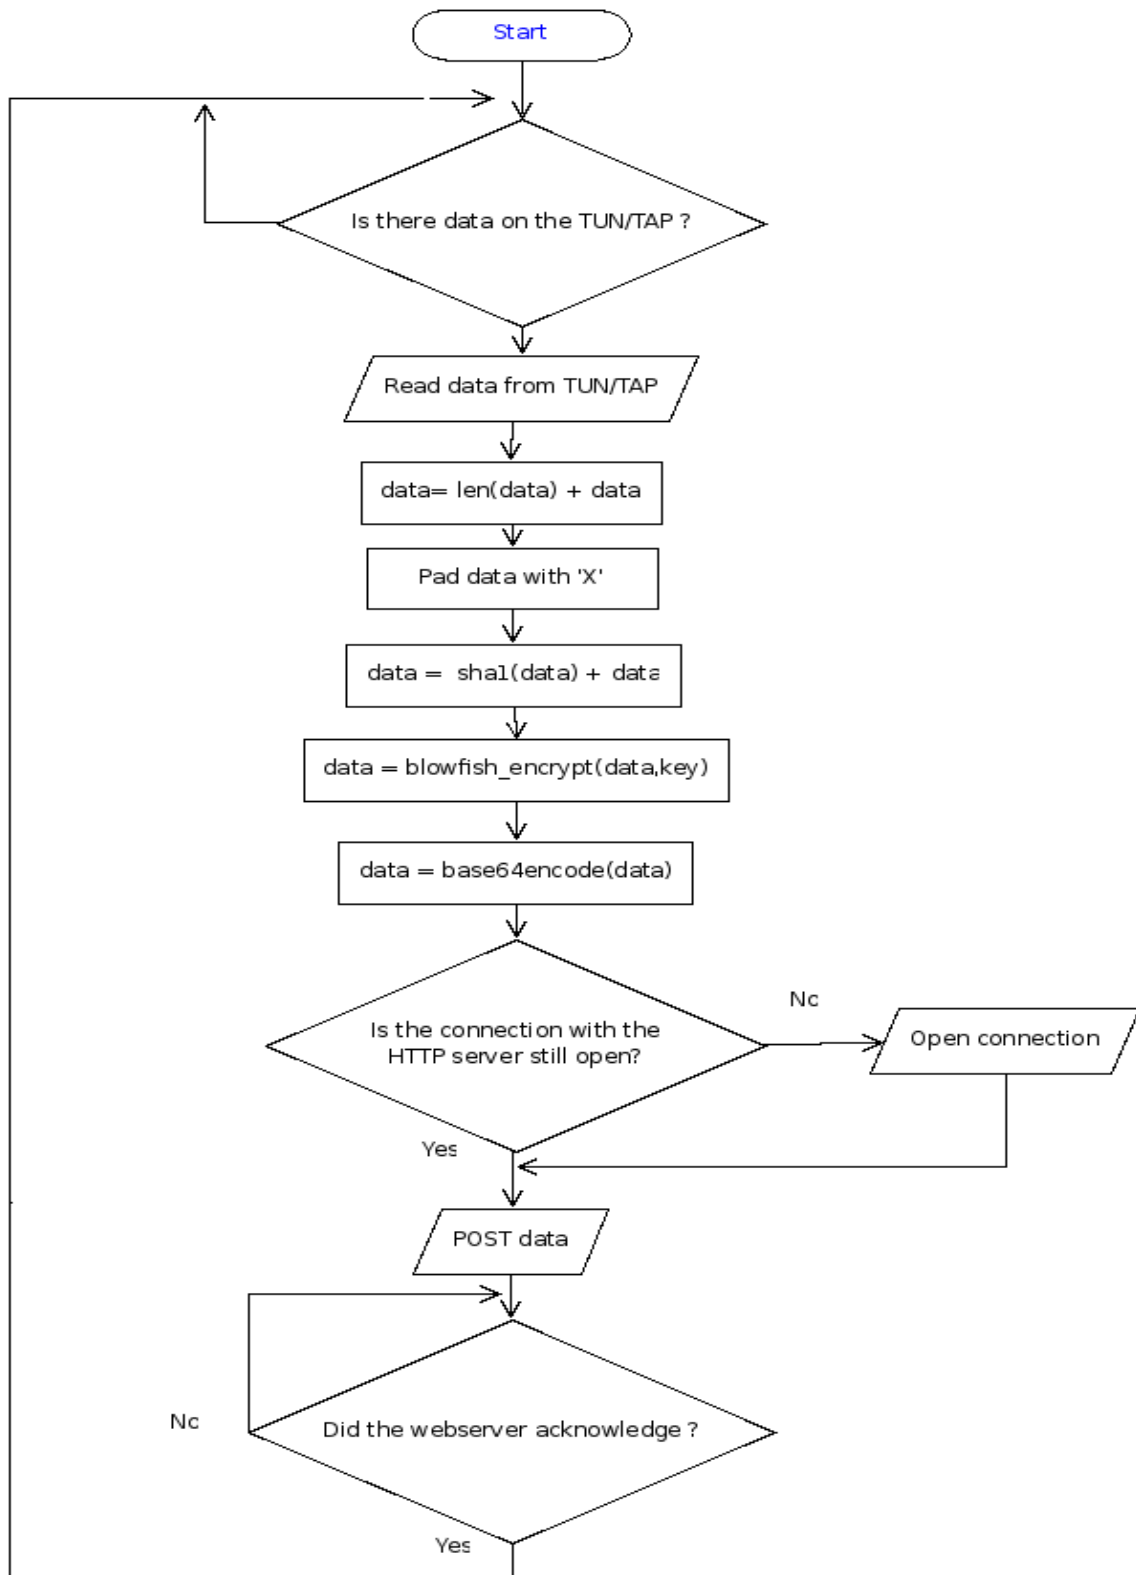 Start
Is there data on the TUN/TAP ?
Read data from TUN/TAP
data= len(data) + data
Pad data with 'X'
data = sha1(data) + data
data = blowfish_encrypt(data,key)
data = base64encode(data)
Is the connection with the
HTTP server still open?
No
Open connection
Yes
POST data
Did the webserver acknowledge ?
No
Yes